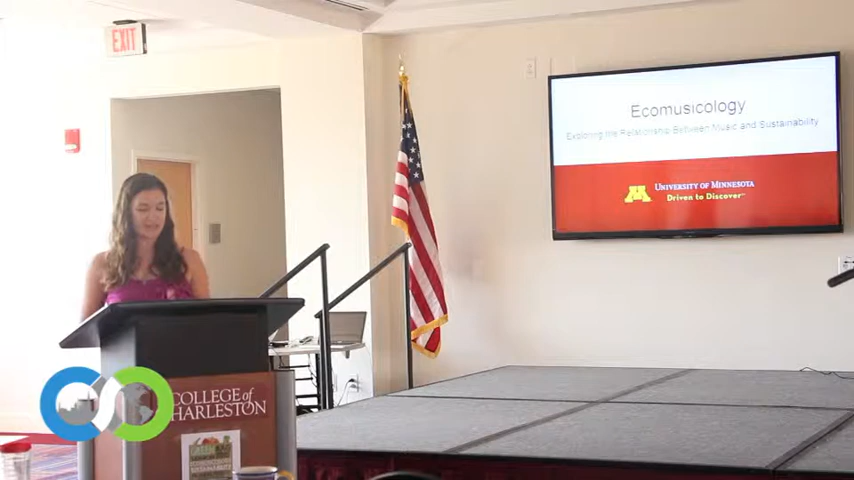 EXIT
Ecomusicology
Exploring the Relationship Between Music and Sustainability
UNIVERSITY OF MINNESOTA
Driven to Discover
COLLEGE of
CHARLESTON